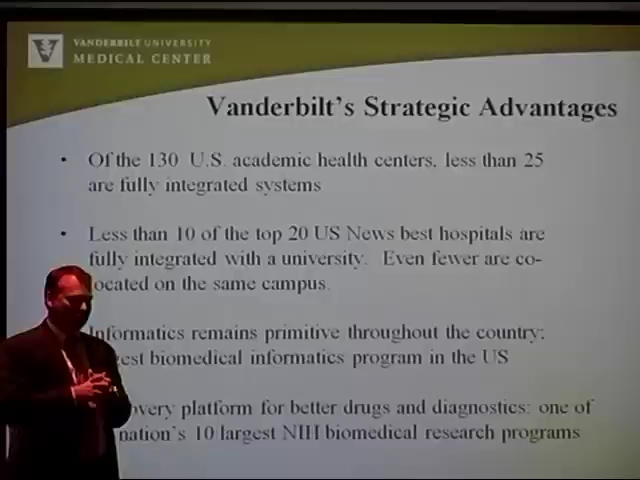 VANDERBILT UNIVERSITY
MEDICAL CENTER
Vanderbilt's Strategic Advantages
• Of the 130 U.S. academic health centers, less than 25
are fully integrated systems
• Less than 10 of the top 20 US News best hospitals are
fully integrated with a university. Even fewer are co-
ocated on the same campus.
Informatics remains primitive throughout the country;
gest biomedical informatics program in the US
overy platform for better drugs and diagnostics: one of
nation's 10 largest NIH biomedical research programs